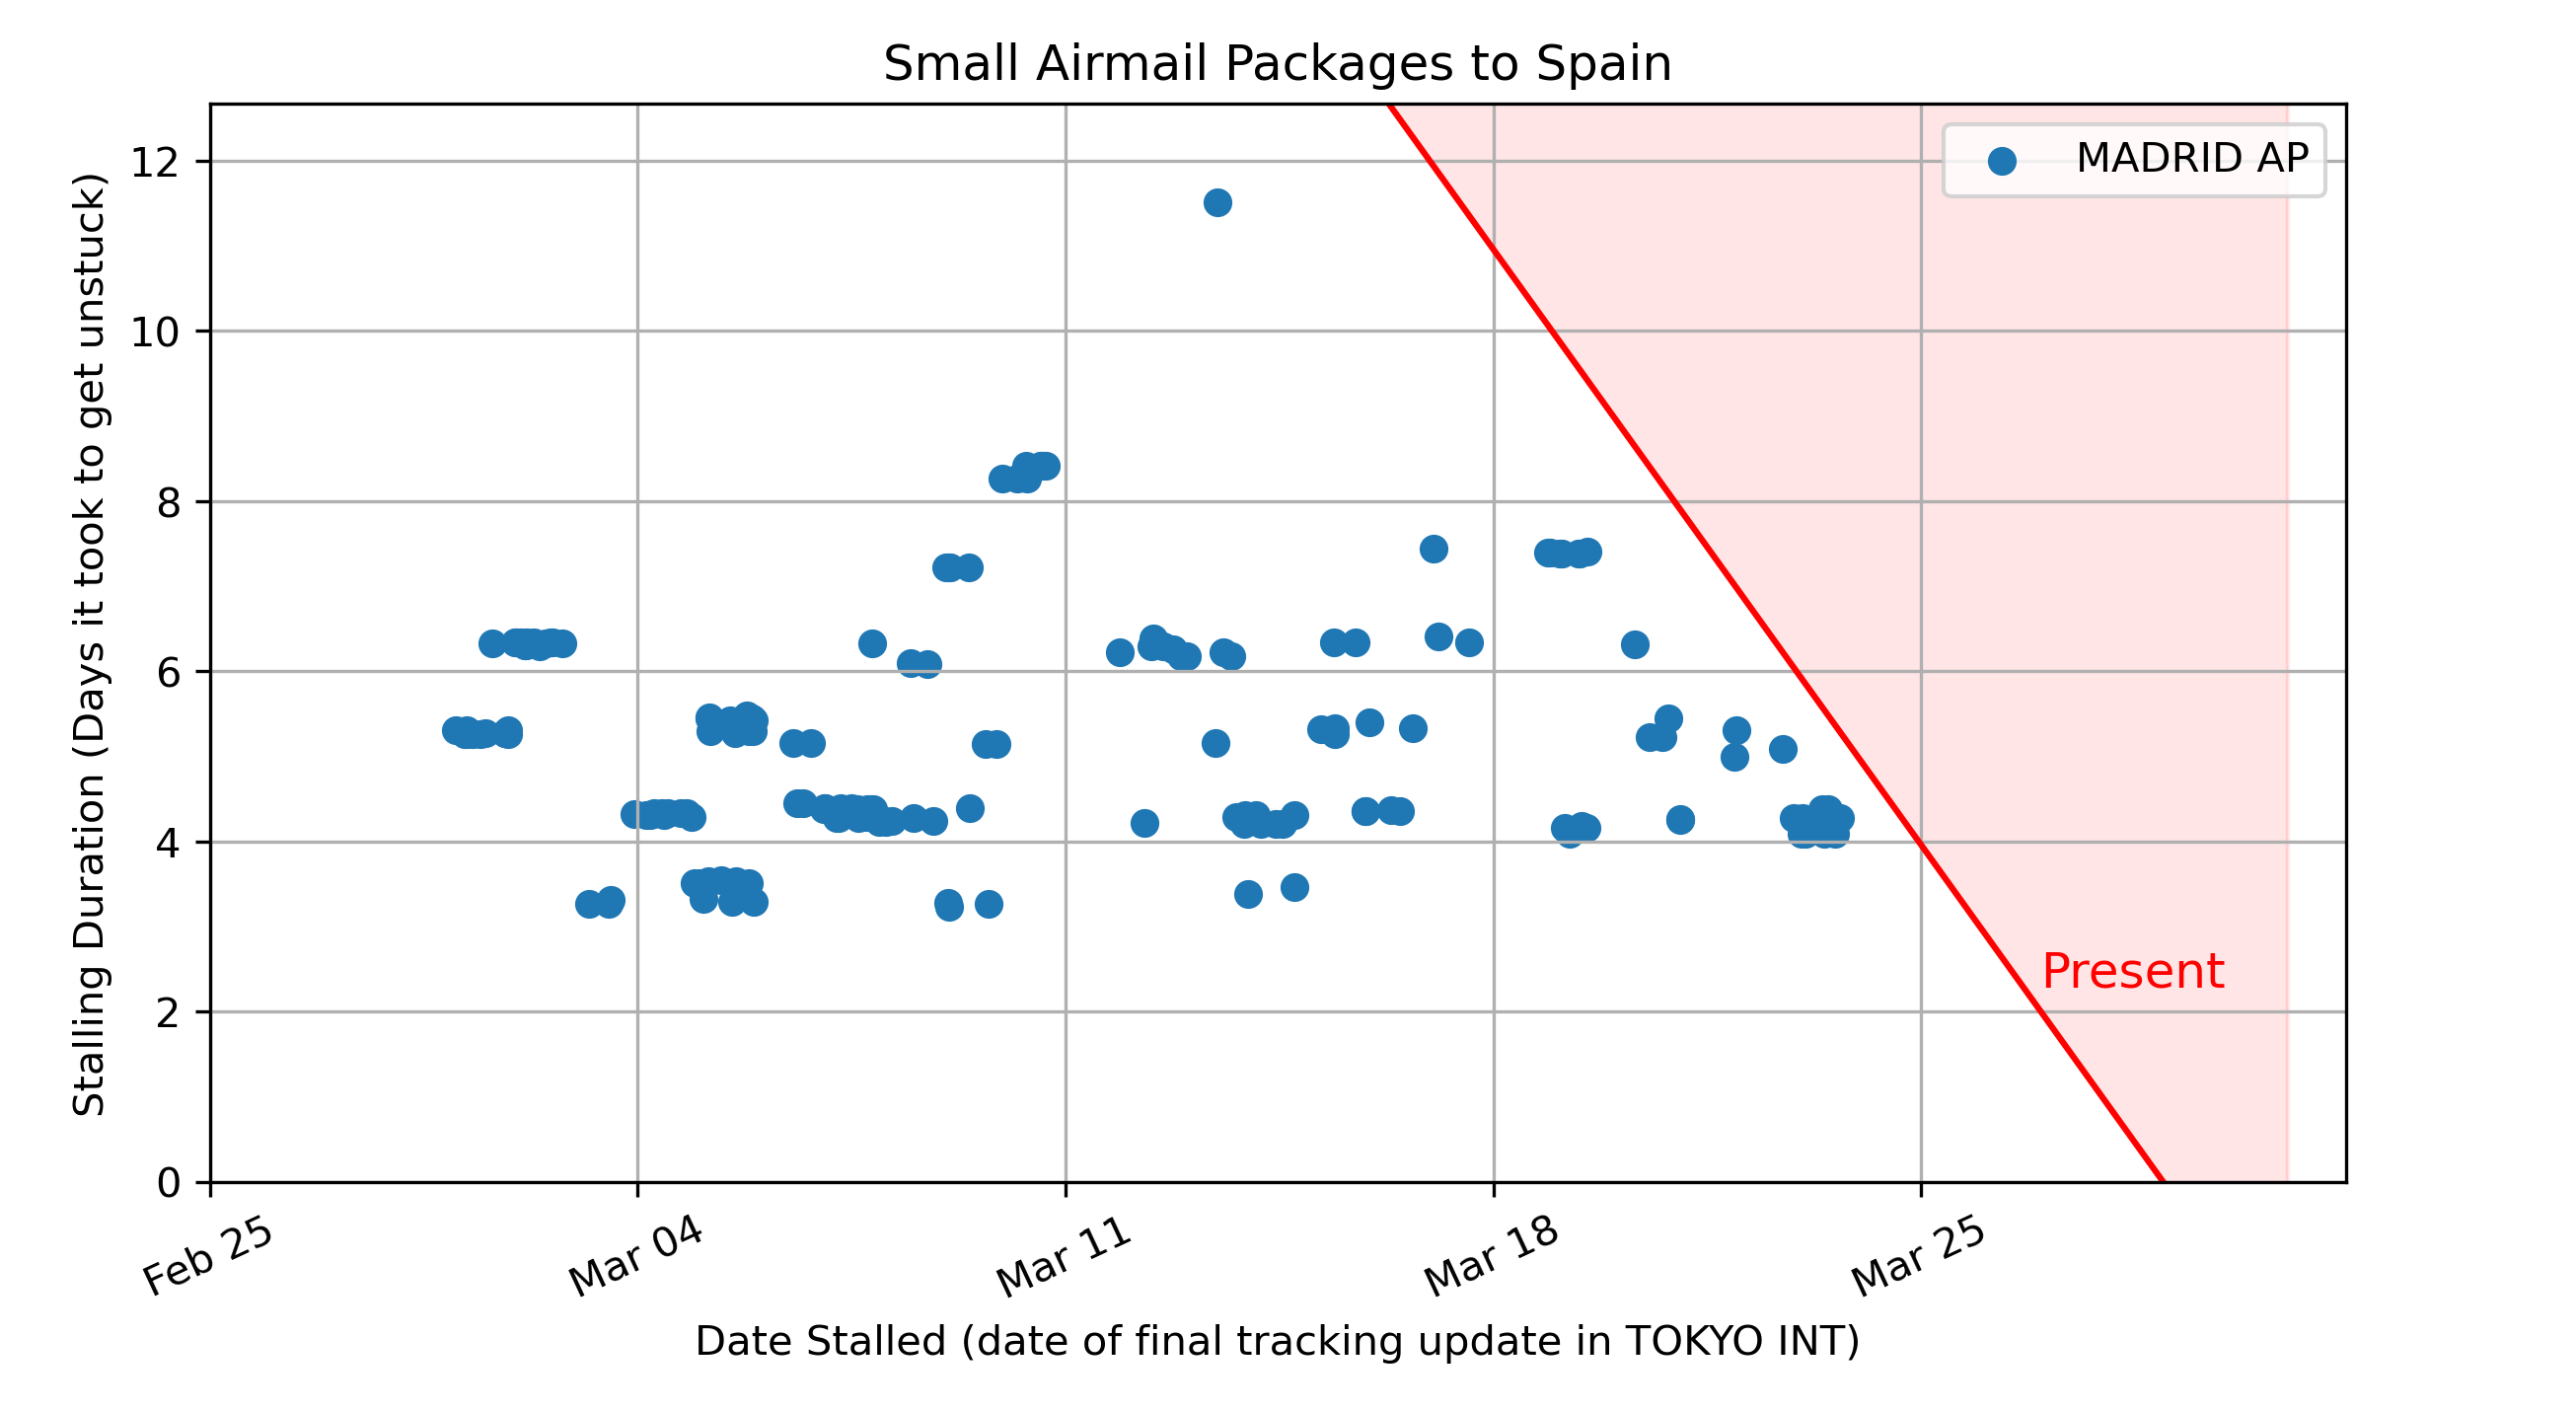 Small Airmail Packages to Spain
MADRID AP
12
10
8
6
4
2
0
Stalling Duration (Days it took to get unstuck)
Present
Feb 25
Mar 04
Mar 11
Mar 18
Mar 25
Date Stalled (date of final tracking update in TOKYO INT)